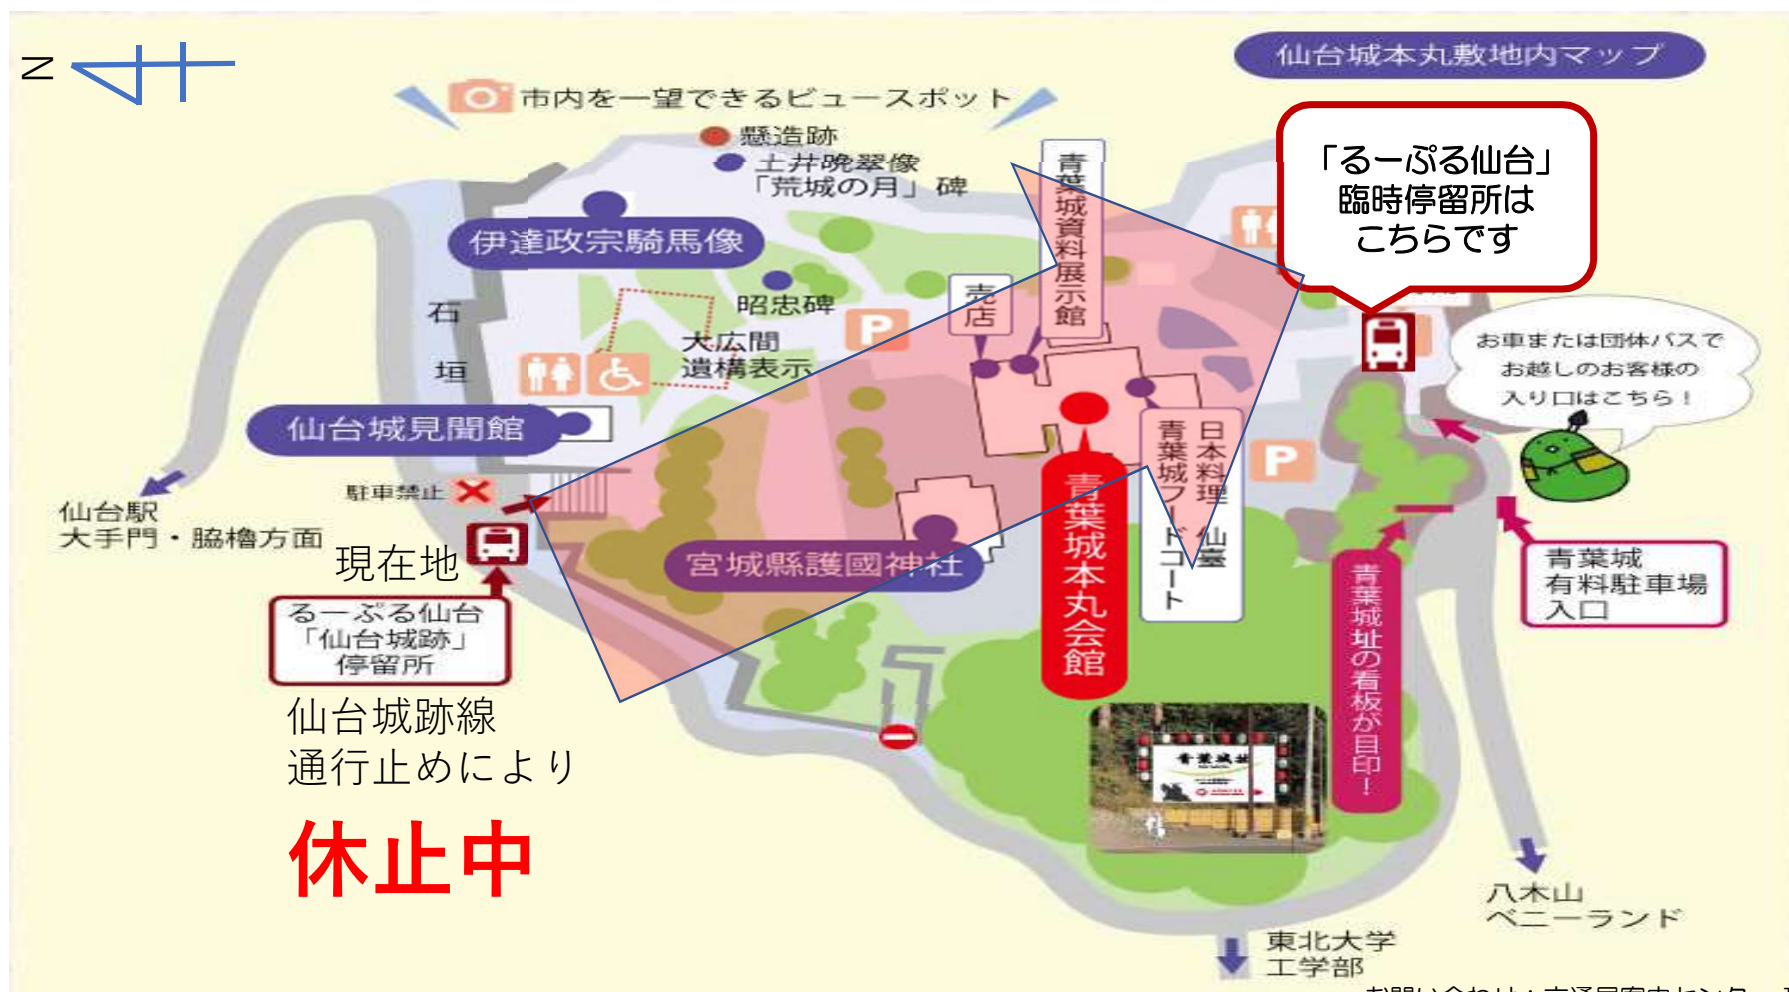 N
仙台城本丸敷地内マップ
市内を一望できるビュースポット
懸造跡
土井晩翠像
「荒城の月」碑
青葉城資料展示館
「るーぷる仙台」
臨時停留所は
こちらです
伊達政宗騎馬像
昭忠碑
売店
P
石垣
大広間
遺構表示
お車または団体バスで
お越しのお客様の
入り口はこちら！
仙台城見聞館
日本料理 仙臺
青葉城フードコート
P
駐車禁止
仙台駅
大手門・脇櫓方面
現在地
宮城縣護國神社
青葉城本丸会館
青葉城
有料駐車場
入口
るーぷる仙台
「仙台城跡」
停留所
青葉城址の看板が目印！
仙台城跡線
通行止めにより
休止中
青葉城址
八木山
ベニーランド
東北大学
工学部